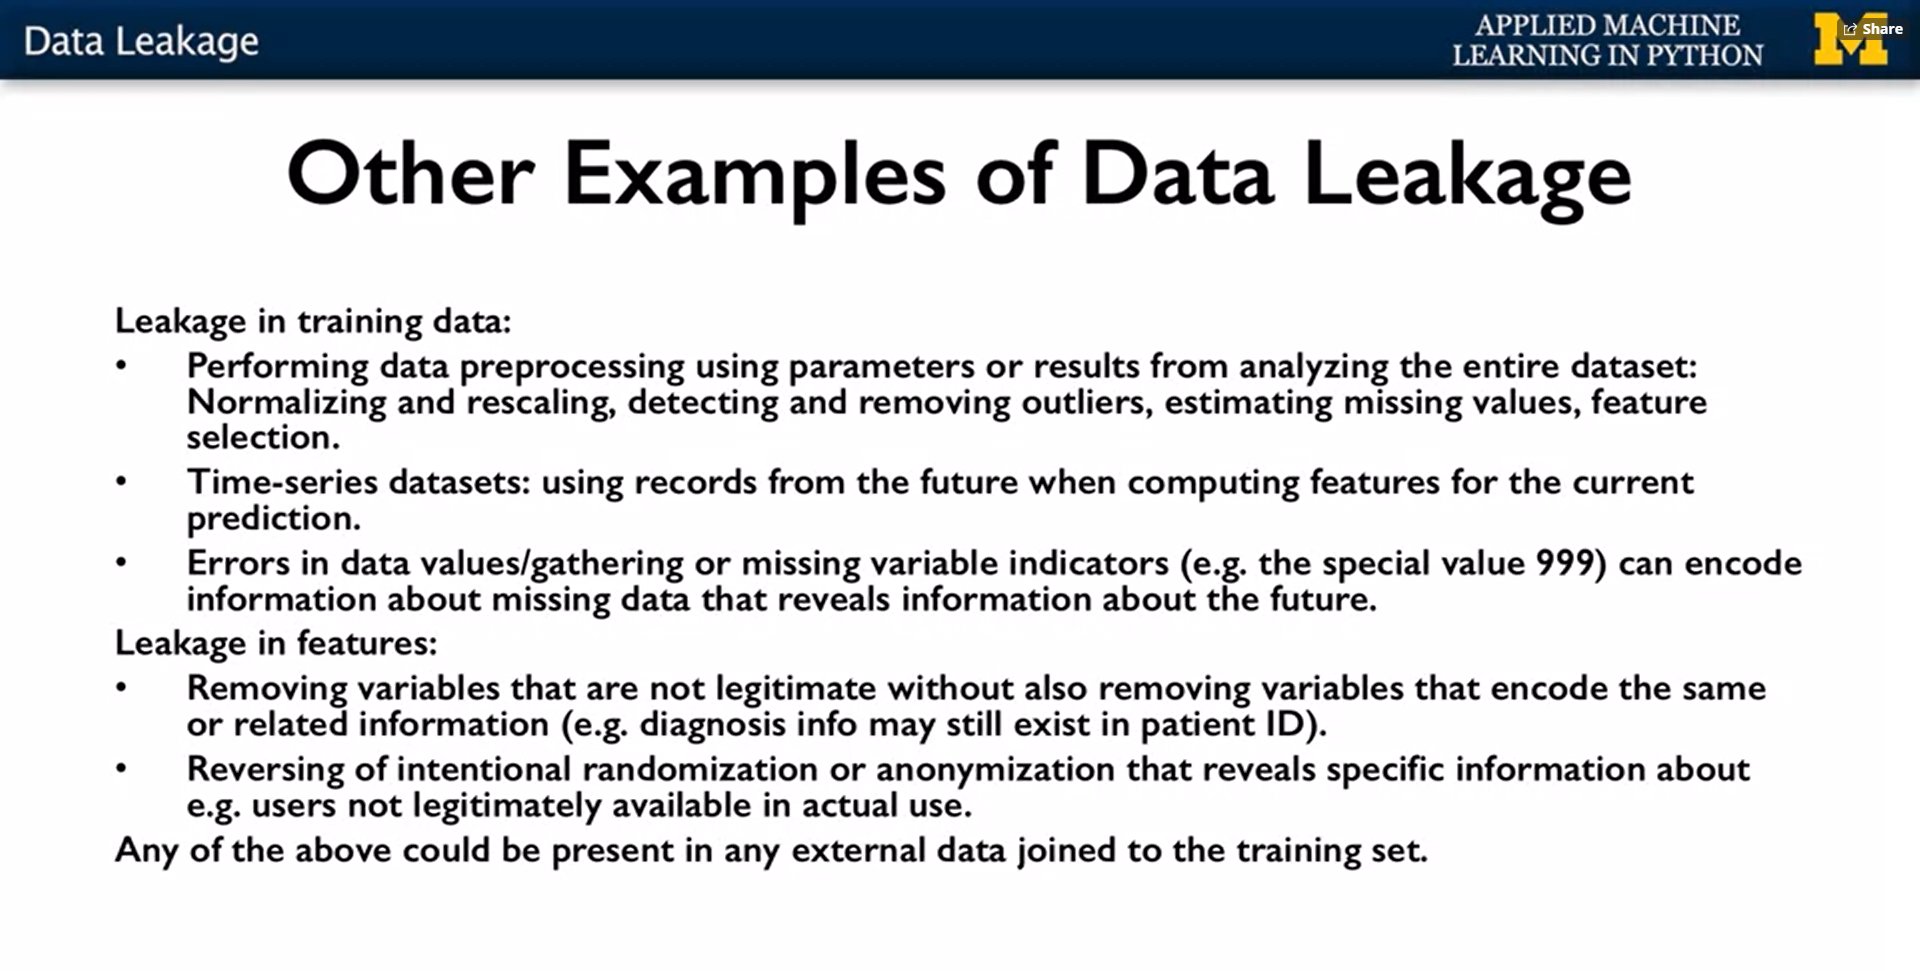 Data Leakage
APPLIED MACHINE
LEARNING IN PYTHON
M
Share
Other Examples of Data Leakage
Leakage in training data:
• Performing data preprocessing using parameters or results from analyzing the entire dataset:
Normalizing and rescaling, detecting and removing outliers, estimating missing values, feature
selection.
• Time-series datasets: using records from the future when computing features for the current
prediction.
• Errors in data values/gathering or missing variable indicators (e.g. the special value 999) can encode
information about missing data that reveals information about the future.
Leakage in features:
• Removing variables that are not legitimate without also removing variables that encode the same
or related information (e.g. diagnosis info may still exist in patient ID).
• Reversing of intentional randomization or anonymization that reveals specific information about
e.g. users not legitimately available in actual use.
Any of the above could be present in any external data joined to the training set.